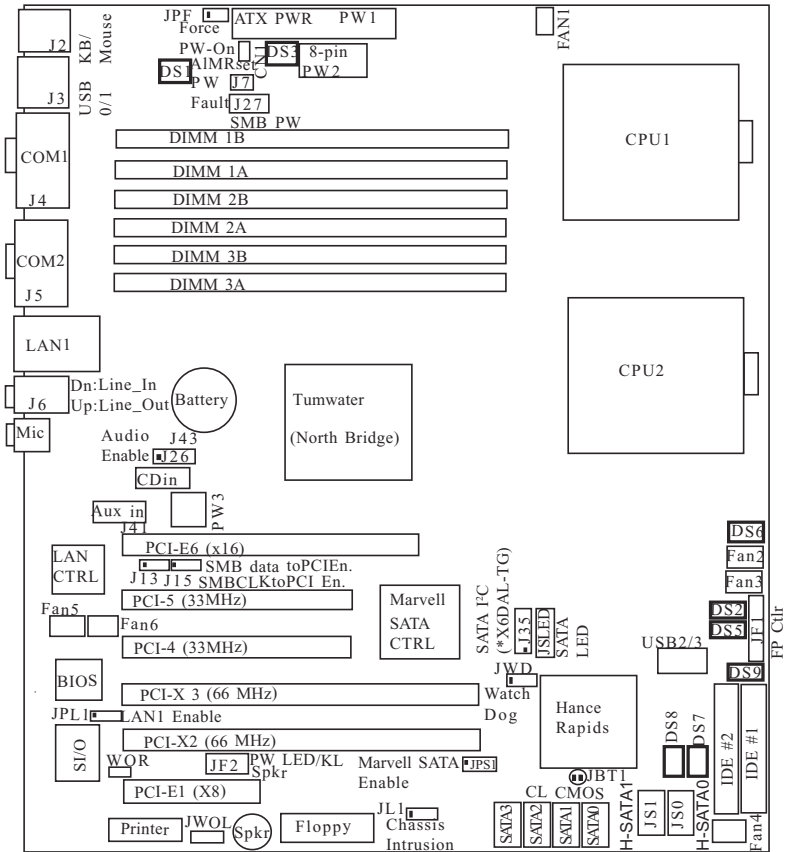 JPF
Force
PW-On
ATX PWR PW1
FAN1
J2
KB/
Mouse
J3
USB
0/1
DS1
AlMRset
PW
Fault
CN1
DS3
8-pin
PW2
J7
J27
SMB PW
COM1
J4
DIMM 1B
DIMM 1A
DIMM 2B
DIMM 2A
DIMM 3B
DIMM 3A
CPU1
COM2
J5
LAN1
J6
Dn:Line_In
Up:Line_Out
Battery
Tumwater
(North Bridge)
CPU2
Mic
Audio
Enable
J43
J26
CDin
PW3
Aux in
J41
PCI-E6 (x16)
LAN
CTRL
SMB data toPCIEn.
J13 J15 SMBCLKtoPCI En.
PCI-5 (33MHz)
Fan5
Fan6
PCI-4 (33MHz)
Marvell
SATA
CTRL
SATA I²C
(*X6DAL-TG)
J35
JSLED
SATA
LED
DS6
Fan2
Fan3
DS2
DS5
JF1
FP Ctlr
USB2/3
DS9
BIOS
PCI-X 3 (66 MHz)
JWD
Watch
Dog
Hance
Rapids
JPL1
LAN1 Enable
SI/O
PCI-X2 (66 MHz)
DS8
DS7
IDE #2
IDE #1
WOR
JF2
PW LED/KL
Spkr
Marvell SATA
Enable
JPS1
JBT1
CL CMOS
PCI-E1 (X8)
Printer
JWOL
Spkr
Floppy
JL1
Chassis
Intrusion
SATA3
SATA2
SATA1
SATA0
H-SATA1
JS1
JS0
H-SATA0
Fan4